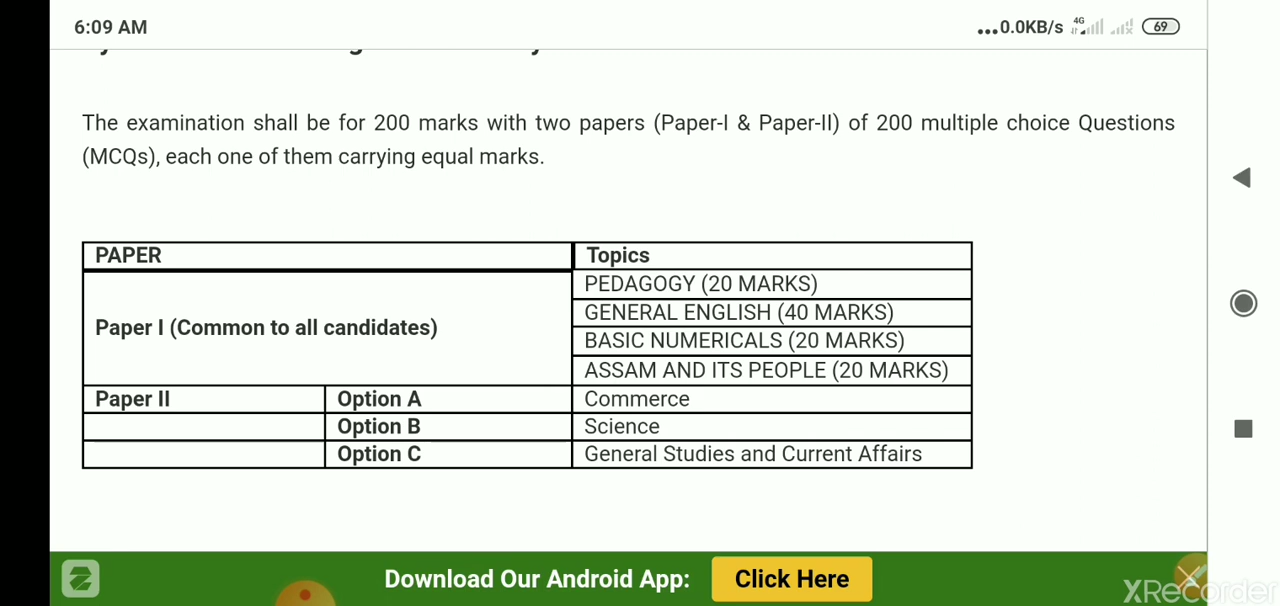 6:09 AM
...0.0KB/s 4G 69
The examination shall be for 200 marks with two papers (Paper-I & Paper-II) of 200 multiple choice Questions
(MCQs), each one of them carrying equal marks.
PAPER Topics
Paper I (Common to all candidates)
PEDAGOGY (20 MARKS)
GENERAL ENGLISH (40 MARKS)
BASIC NUMERICALS (20 MARKS)
ASSAM AND ITS PEOPLE (20 MARKS)
Paper II Option A Commerce
Option B Science
Option C General Studies and Current Affairs
Download Our Android App: Click Here
XRecorder